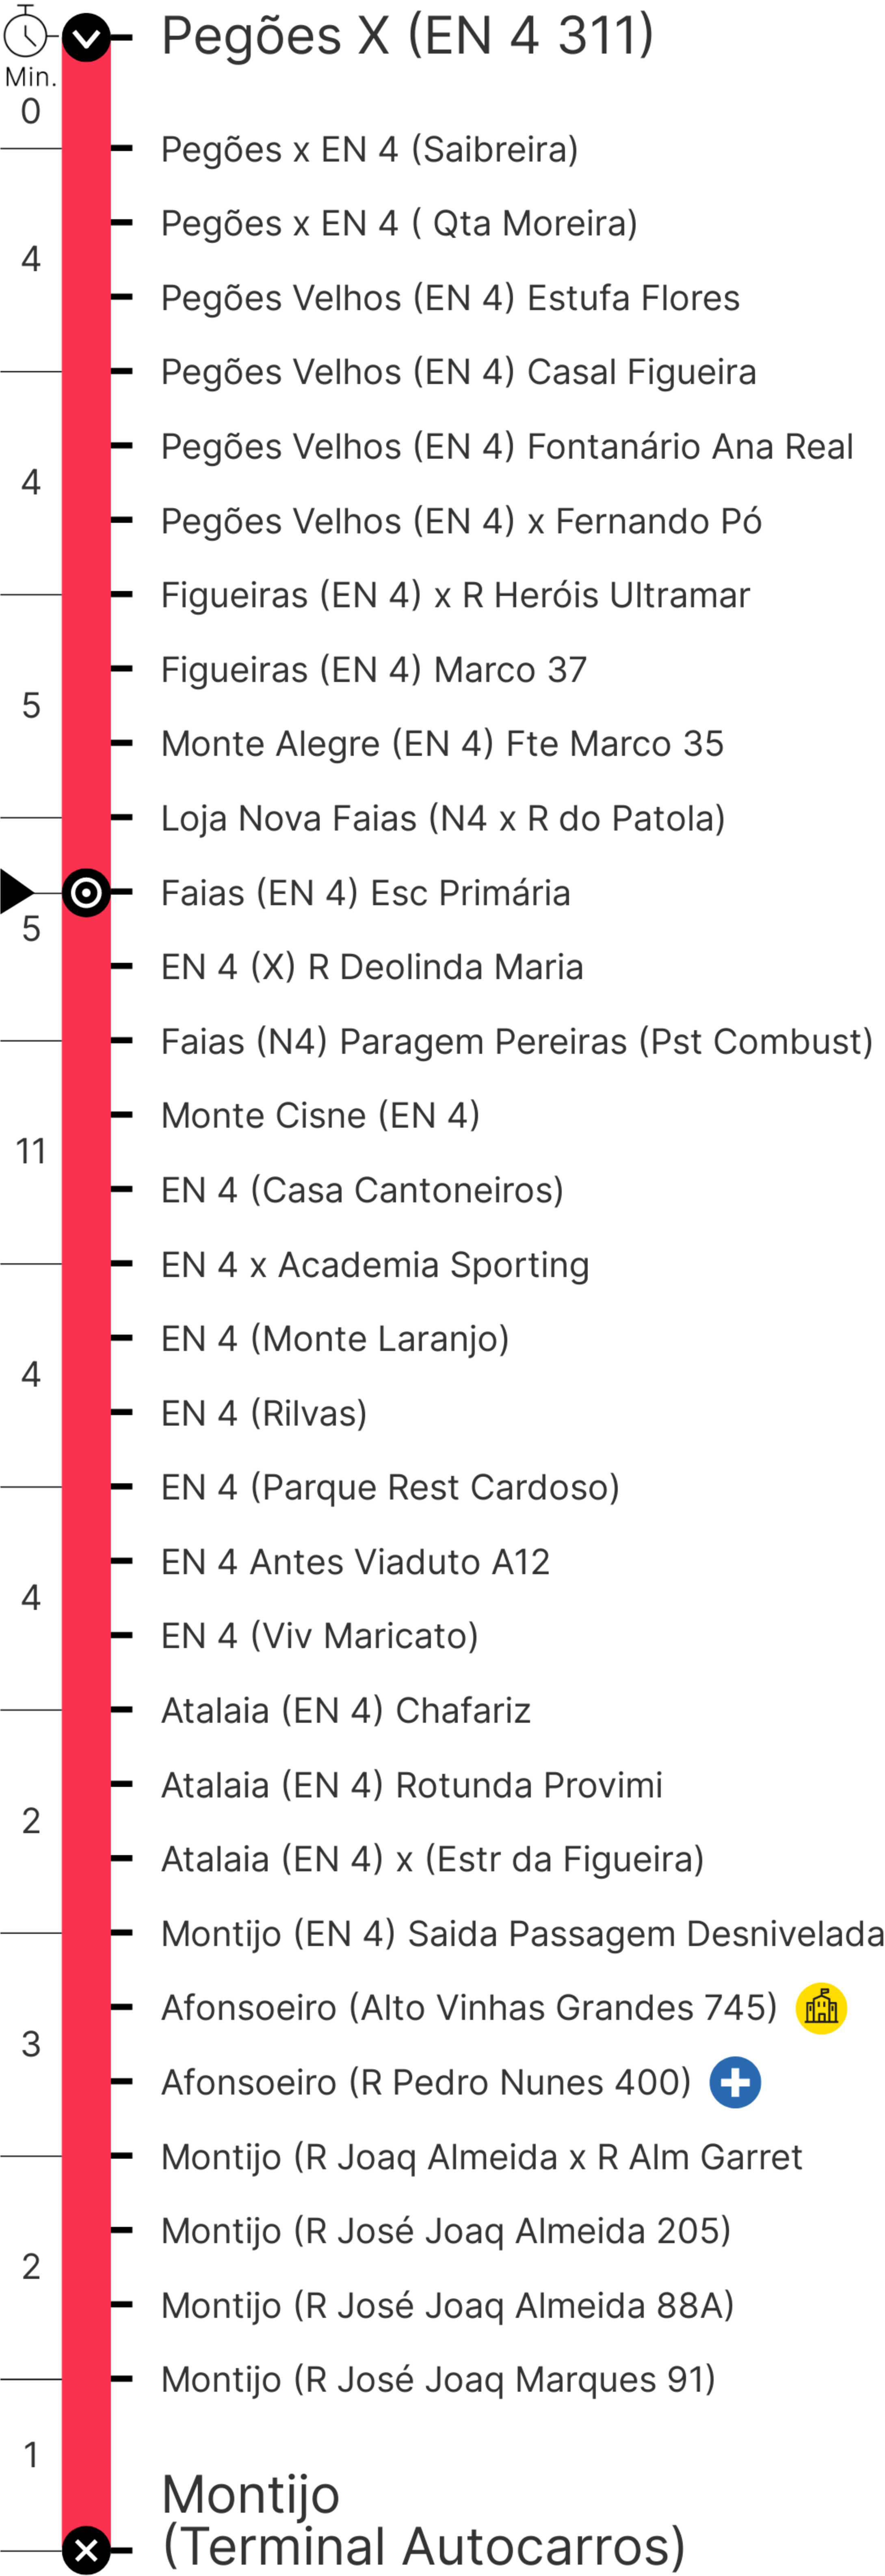 Pegões X (EN 4 311)
Min.
0
Pegões x EN 4 (Saibreira)
Pegões x EN 4 ( Qta Moreira)
4
Pegões Velhos (EN 4) Estufa Flores
Pegões Velhos (EN 4) Casal Figueira
Pegões Velhos (EN 4) Fontanário Ana Real
4
Pegões Velhos (EN 4) x Fernando Pó
Figueiras (EN 4) x R Heróis Ultramar
Figueiras (EN 4) Marco 37
5
Monte Alegre (EN 4) Fte Marco 35
Loja Nova Faias (N4 x R do Patola)
Faias (EN 4) Esc Primária
5
EN 4 (X) R Deolinda Maria
Faias (N4) Paragem Pereiras (Pst Combust)
Monte Cisne (EN 4)
11
EN 4 (Casa Cantoneiros)
EN 4 x Academia Sporting
EN 4 (Monte Laranjo)
4
EN 4 (Rilvas)
EN 4 (Parque Rest Cardoso)
EN 4 Antes Viaduto A12
4
EN 4 (Viv Maricato)
Atalaia (EN 4) Chafariz
Atalaia (EN 4) Rotunda Provimi
2
Atalaia (EN 4) x (Estr da Figueira)
Montijo (EN 4) Saida Passagem Desnivelada
Afonsoeiro (Alto Vinhas Grandes 745)
3
Afonsoeiro (R Pedro Nunes 400)
Montijo (R Joaq Almeida x R Alm Garret
Montijo (R José Joaq Almeida 205)
2
Montijo (R José Joaq Almeida 88A)
Montijo (R José Joaq Marques 91)
1
Montijo
(Terminal Autocarros)